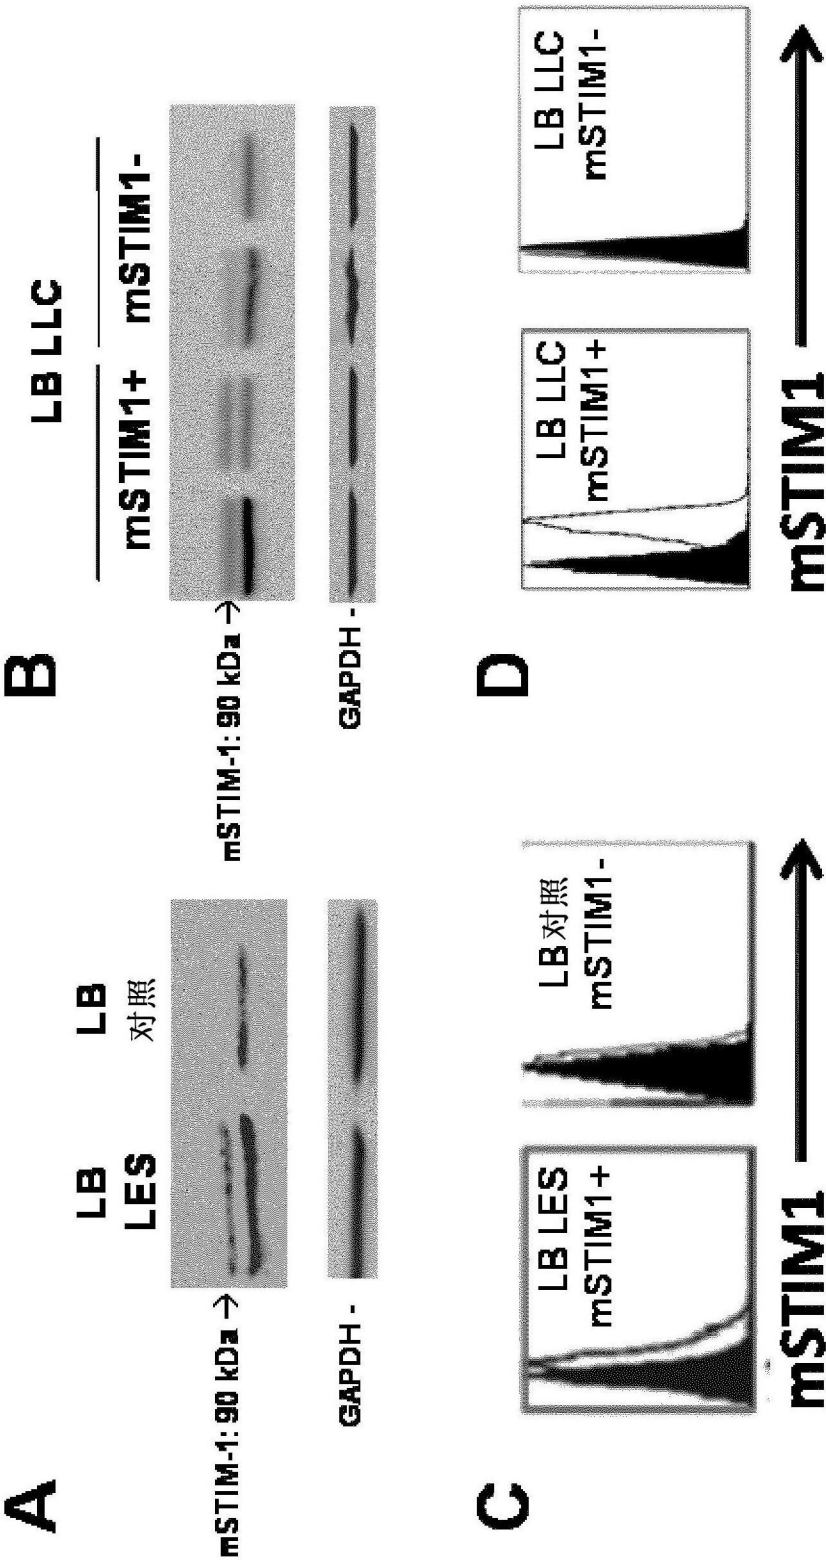 A
LB
LES
LB
对照
mSTIM-1: 90 kDa →
GAPDH -
B
LB LLC
mSTIM1+
mSTIM1-
mSTIM-1: 90 kDa →
GAPDH -
C
LB LES
mSTIM1+
LB对照
mSTIM1-
mSTIM1
D
LB LLC
mSTIM1+
LB LLC
mSTIM1-
mSTIM1